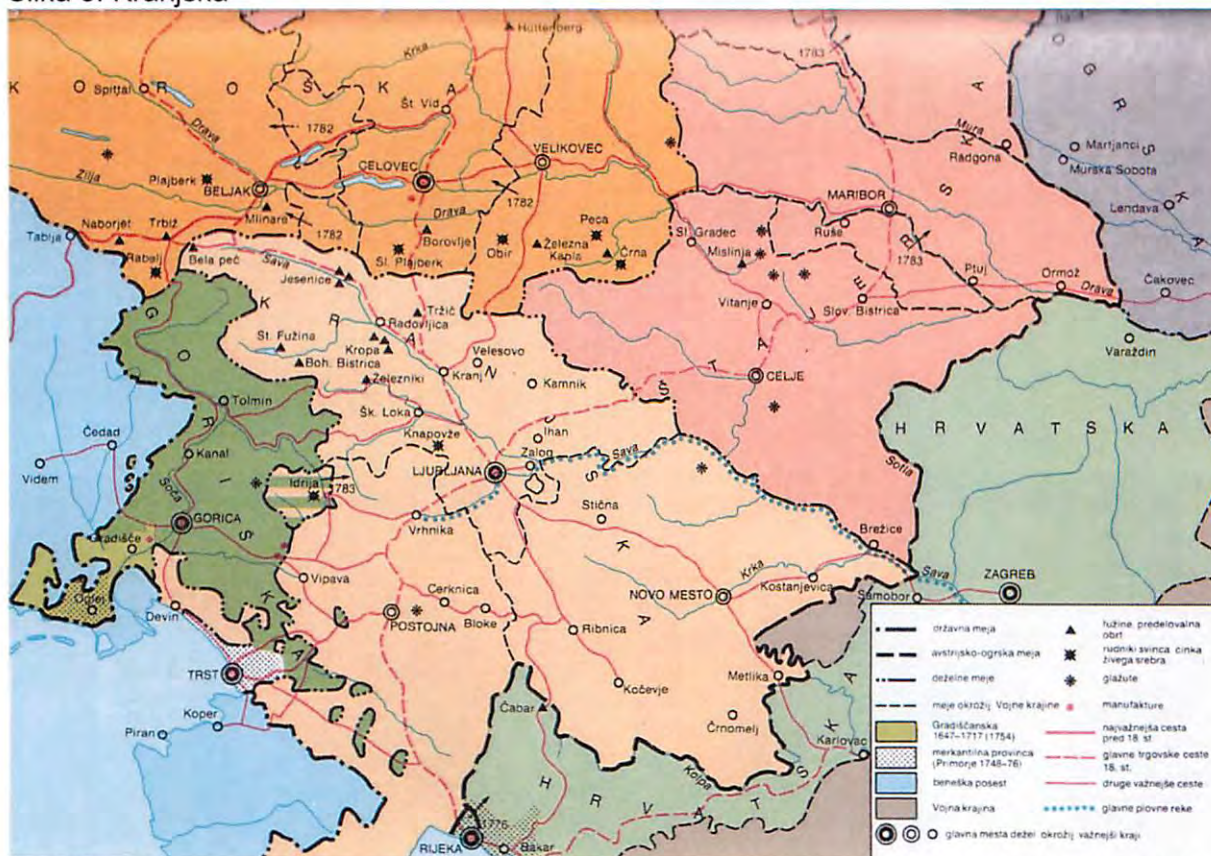 KOROŠKA
Hüttenberg
Krka
1783
Spittal
Št. Vid
Drava
1782
Mura
Radgona
OGRSKA
Martjanci
Murska Sobota
CELOVEC
VELIKOVEC
Plajberk
Zilja
BELJAK
MARIBOR
Lendava
Mlinare
Drava
1782
Peca
Ruše
Naborjet
Trbiž
1782
Borovlje
Sl. Gradec
Tablja
Rabelj
Bela peč
Sava
Sl. Plajberk
Obir
Železna
Kapla
Črna
Mislinja
1783
Ptuj
Ormož
Drava
Čakovec
Jesenice
Vitanje
Slov. Bistrica
Tržič
Radovljica
ŠTAJERSKA
Varaždin
St. Fužina
Kropa
Velesovo
Boh. Bistrica
Železniki
Kranj
Kamnik
CELJE
KRANJSKA
Tolmin
Šk. Loka
HRVATSKA
Čedad
Knapovže
Ihan
Kanal
Zalog
Sava
Sotla
Videm
LJUBLJANA
Idrija
1783
GORIŠKA
Soča
Vrhnika
Stična
GORICA
Brežice
Gradišče
Krka
Sava
ZAGREB
Vipava
Cerknica
NOVO MESTO
Kostanjevica
Samobor
Oglej
Bloke
Devin
POSTOJNA
Ribnica
TRST
Kočevje
Metlika
Koper
Čabar
Črnomelj
Piran
Karlovac
HRVATSKA
Kolpa
1776
RIJEKA
Bakar
državna meja
avstrijsko-ogrska meja
deželne meje
meje okrožij Vojne krajine
Gradiščanska
1647–1717 (1754)
merkantilna provinca
(Primorje 1748–76)
beneška posest
Vojna krajina
glavna mesta dežel okrožij važnejši kraji
fužine, predelovalna
obrt
rudniki svinca cinka
živega srebra
glažute
manufakture
najvažnejša cesta
pred 18. st.
glavne trgovske ceste
18. st.
druge važnejše ceste
glavne plovne reke